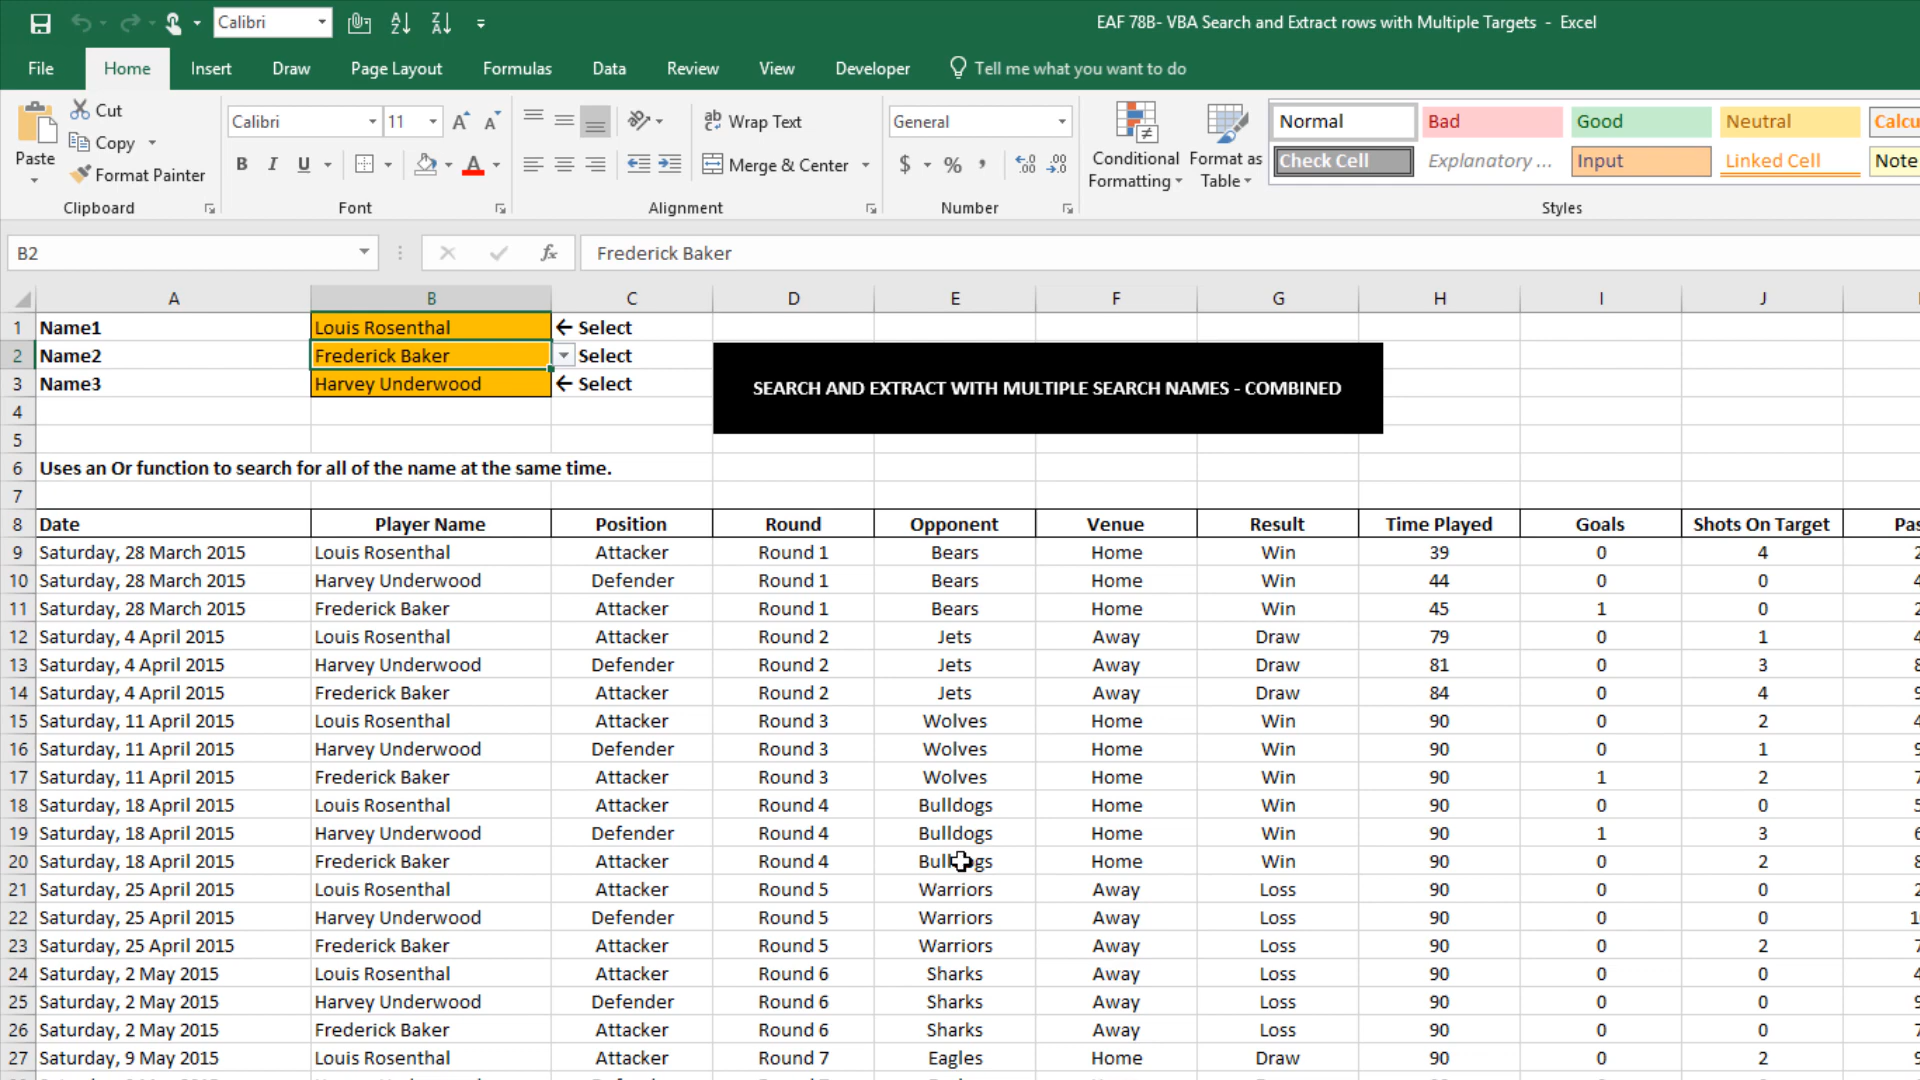 Calibri
EAF 78B- VBA Search and Extract rows with Multiple Targets - Excel
File Home Insert Draw Page Layout Formulas Data Review View Developer Tell me what you want to do
Paste
Cut
Copy
Format Painter
Clipboard
Calibri 11
B I U A
Font
Wrap Text
Merge & Center
Alignment
General
$ % ,
Number
Conditional Formatting
Format as Table
Normal Bad Good Neutral
Check Cell Explanatory ... Input Linked Cell Note
Styles
B2 fx Frederick Baker
A B C D E F G H I J
1 Name1 Louis Rosenthal ← Select
2 Name2 Frederick Baker Select
3 Name3 Harvey Underwood ← Select
SEARCH AND EXTRACT WITH MULTIPLE SEARCH NAMES - COMBINED
4
5
6 Uses an Or function to search for all of the name at the same time.
7
8 Date Player Name Position Round Opponent Venue Result Time Played Goals Shots On Target
9 Saturday, 28 March 2015 Louis Rosenthal Attacker Round 1 Bears Home Win 39 0 4
10 Saturday, 28 March 2015 Harvey Underwood Defender Round 1 Bears Home Win 44 0 0
11 Saturday, 28 March 2015 Frederick Baker Attacker Round 1 Bears Home Win 45 1 0
12 Saturday, 4 April 2015 Louis Rosenthal Attacker Round 2 Jets Away Draw 79 0 1
13 Saturday, 4 April 2015 Harvey Underwood Defender Round 2 Jets Away Draw 81 0 3
14 Saturday, 4 April 2015 Frederick Baker Attacker Round 2 Jets Away Draw 84 0 4
15 Saturday, 11 April 2015 Louis Rosenthal Attacker Round 3 Wolves Home Win 90 0 2
16 Saturday, 11 April 2015 Harvey Underwood Defender Round 3 Wolves Home Win 90 0 1
17 Saturday, 11 April 2015 Frederick Baker Attacker Round 3 Wolves Home Win 90 1 2
18 Saturday, 18 April 2015 Louis Rosenthal Attacker Round 4 Bulldogs Home Win 90 0 0
19 Saturday, 18 April 2015 Harvey Underwood Defender Round 4 Bulldogs Home Win 90 1 3
20 Saturday, 18 April 2015 Frederick Baker Attacker Round 4 Bulldogs Home Win 90 0 2
21 Saturday, 25 April 2015 Louis Rosenthal Attacker Round 5 Warriors Away Loss 90 0 0
22 Saturday, 25 April 2015 Harvey Underwood Defender Round 5 Warriors Away Loss 90 0 0
23 Saturday, 25 April 2015 Frederick Baker Attacker Round 5 Warriors Away Loss 90 0 2
24 Saturday, 2 May 2015 Louis Rosenthal Attacker Round 6 Sharks Away Loss 90 0 0
25 Saturday, 2 May 2015 Harvey Underwood Defender Round 6 Sharks Away Loss 90 0 0
26 Saturday, 2 May 2015 Frederick Baker Attacker Round 6 Sharks Away Loss 90 0 0
27 Saturday, 9 May 2015 Louis Rosenthal Attacker Round 7 Eagles Home Draw 90 0 2